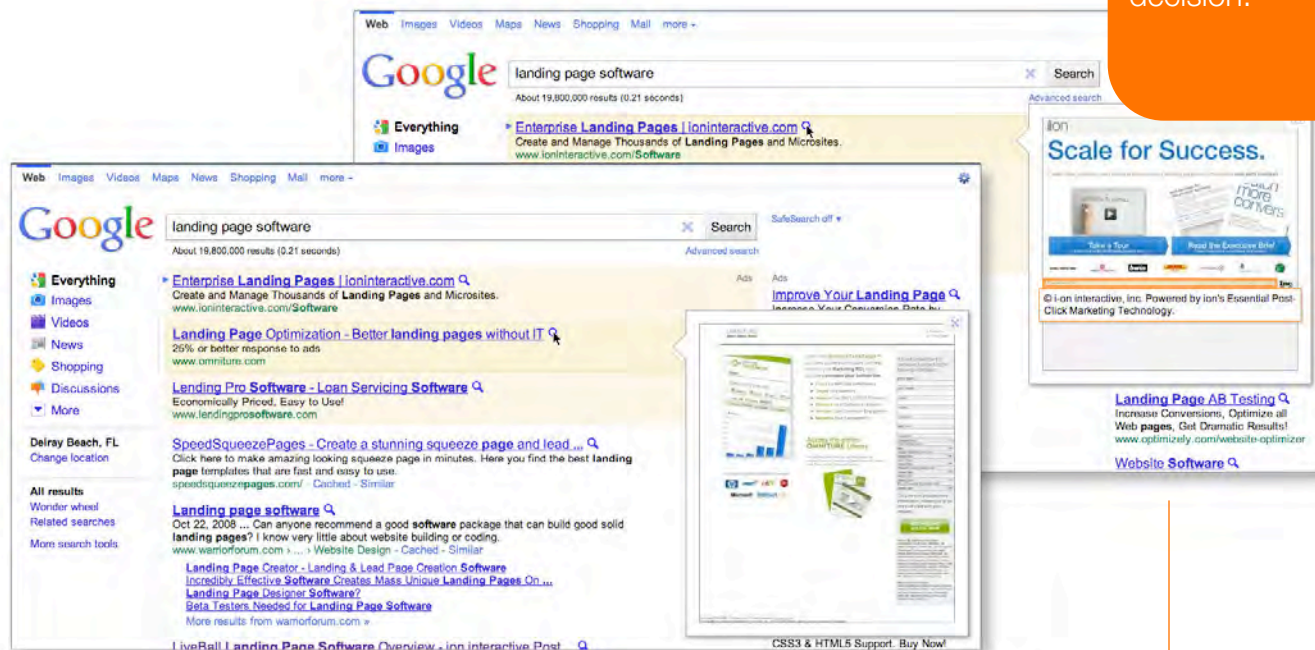 decision.
Web Images Videos Maps News Shopping Mail more
Google
landing page software
Search
About 19,800,000 results (0.21 seconds)
Advanced search
Everything
Images
Enterprise Landing Pages | ioninteractive.com
Create and Manage Thousands of Landing Pages and Microsites.
www.ioninteractive.com/Software
ion
Scale for Success.
more
Take a Tour
Read the Executive Brief
© i-on interactive, inc. Powered by ion's Essential Post-
Click Marketing Technology.
Landing Page AB Testing
Increase Conversions, Optimize all
Web pages, Get Dramatic Results!
www.optimizely.com/website-optimizer
Website Software
Web Images Videos Maps News Shopping Mail more
Google
landing page software
Search
SafeSearch off
About 19,800,000 results (0.21 seconds)
Advanced search
Everything
Images
Videos
News
Shopping
Discussions
More
Delray Beach, FL
Change location
All results
Wonder wheel
Related searches
More search tools
Enterprise Landing Pages | ioninteractive.com
Ads
Create and Manage Thousands of Landing Pages and Microsites.
www.ioninteractive.com/Software
Landing Page Optimization - Better landing pages without IT
25% or better response to ads
www.omniture.com
Lending Pro Software - Loan Servicing Software
Economically Priced, Easy to Use!
www.lendingprosoftware.com
SpeedSqueezePages - Create a stunning squeeze page and lead ...
Click here to make amazing looking squeeze page in minutes. Here you find the best landing
page templates that are fast and easy to use.
speedsqueezepages.com/ - Cached - Similar
Landing page software
Oct 22, 2008 ... Can anyone recommend a good software package that can build good solid
landing pages? I know very little about website building or coding.
www.warriorforum.com › ... › Website Design - Cached - Similar
Landing Page Creator - Landing & Lead Page Creation Software
Incredibly Effective Software Creates Mass Unique Landing Pages On ...
Landing Page Designer Software?
Beta Testers Needed for Landing Page Software
More results from warriorforum.com »
LiveBall Landing Page Software Overview - ion interactive Post ...
Ads
Improve Your Landing Page
Increase Your Conversion Rate by
CSS3 & HTML5 Support. Buy Now!